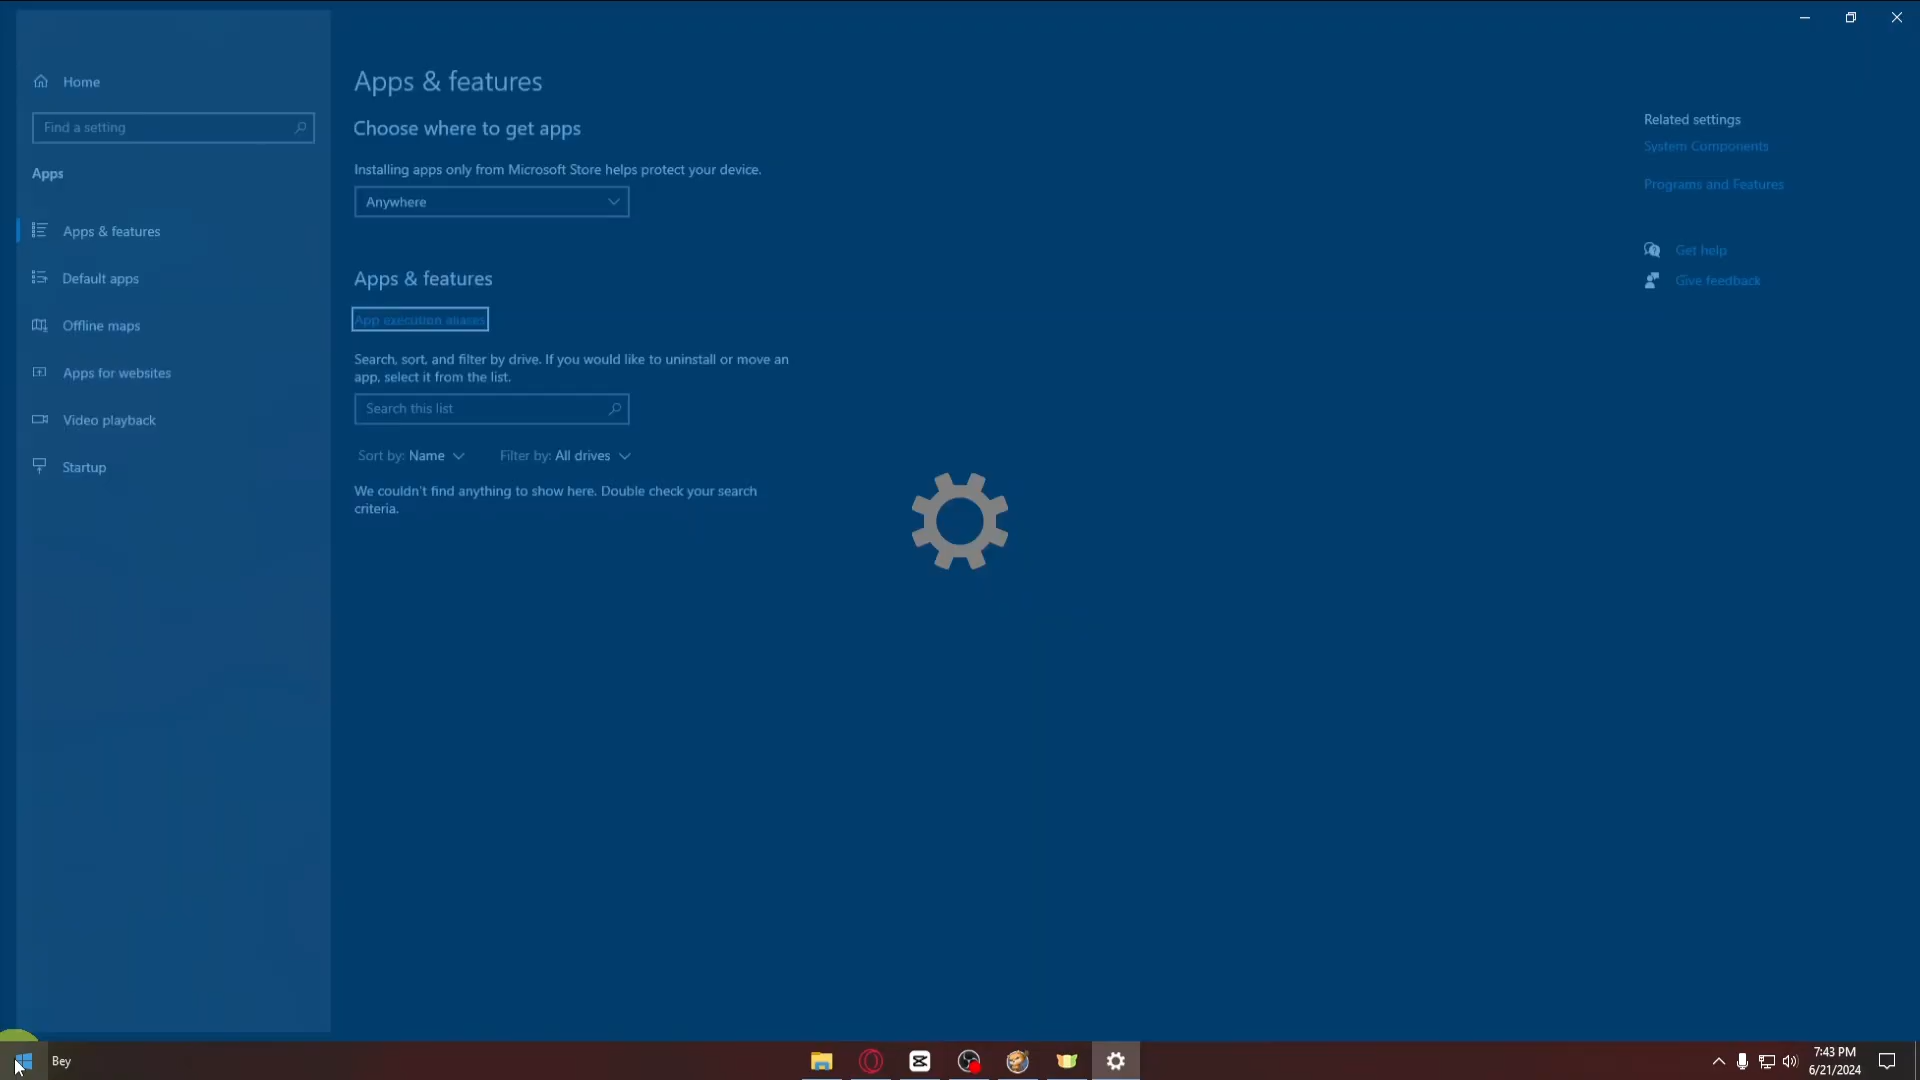 Home
Find a setting
Apps
Apps & features
Default apps
Offline maps
Apps for websites
Video playback
Startup
Apps & features
Choose where to get apps
Installing apps only from Microsoft Store helps protect your device.
Anywhere
Apps & features
App execution aliases
Search, sort, and filter by drive. If you would like to uninstall or move an
app, select it from the list.
Search this list
Sort by: Name Filter by: All drives
We couldn't find anything to show here. Double check your search
criteria.
Related settings
System Components
Programs and Features
Get help
Give feedback
Bey
7:43 PM
6/21/2024